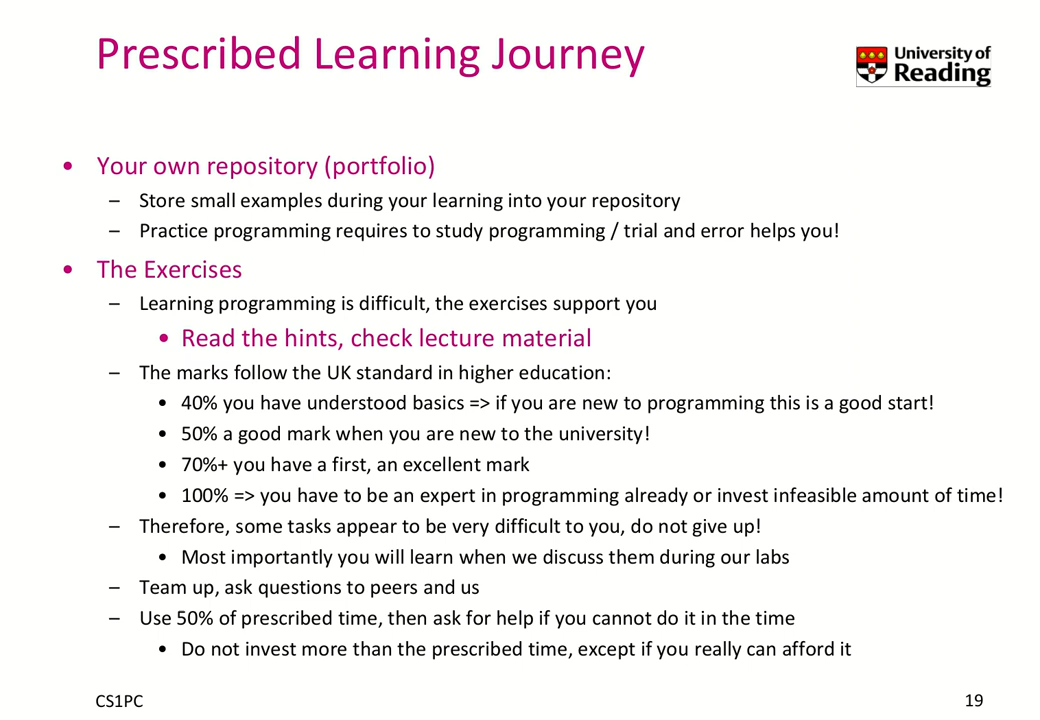 Prescribed Learning Journey
University of
Reading
• Your own repository (portfolio)
– Store small examples during your learning into your repository
– Practice programming requires to study programming / trial and error helps you!
• The Exercises
– Learning programming is difficult, the exercises support you
• Read the hints, check lecture material
– The marks follow the UK standard in higher education:
• 40% you have understood basics => if you are new to programming this is a good start!
• 50% a good mark when you are new to the university!
• 70%+ you have a first, an excellent mark
• 100% => you have to be an expert in programming already or invest infeasible amount of time!
– Therefore, some tasks appear to be very difficult to you, do not give up!
• Most importantly you will learn when we discuss them during our labs
– Team up, ask questions to peers and us
– Use 50% of prescribed time, then ask for help if you cannot do it in the time
• Do not invest more than the prescribed time, except if you really can afford it
CS1PC
19